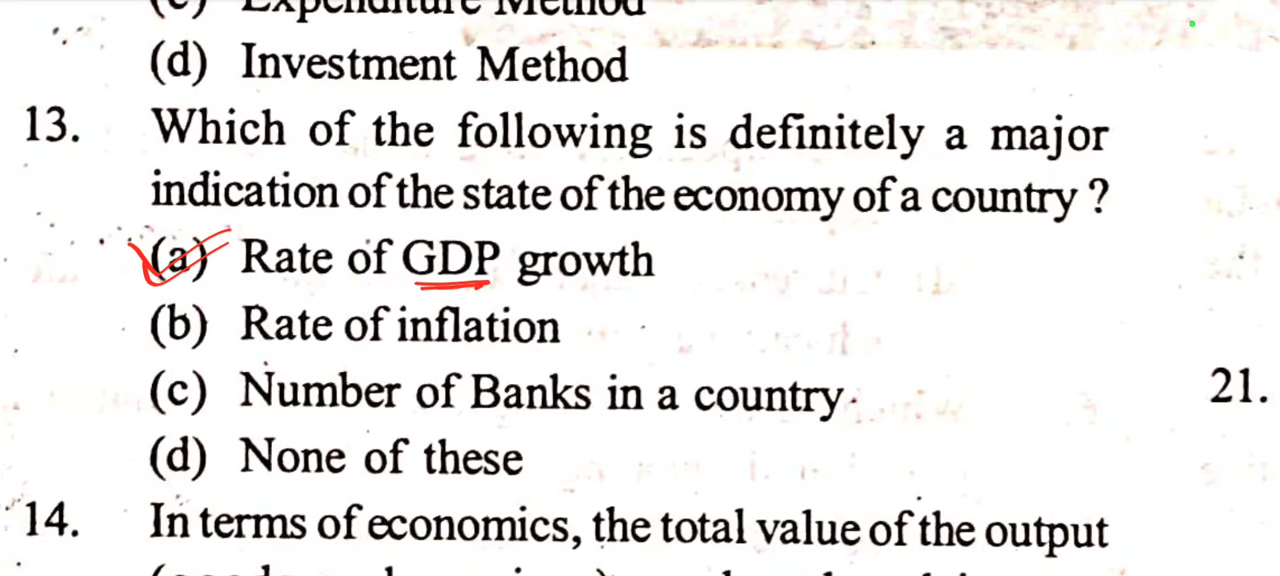 (c) Expenditure Method
(d) Investment Method
13. Which of the following is definitely a major
indication of the state of the economy of a country ?
(a) Rate of GDP growth
(b) Rate of inflation
(c) Number of Banks in a country
(d) None of these
21.
14. In terms of economics, the total value of the output